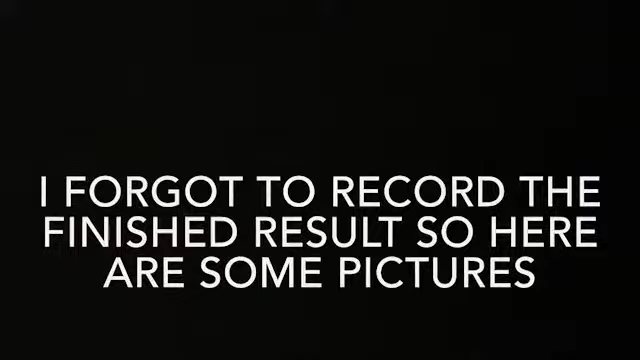 I FORGOT TO RECORD THE
FINISHED RESULT SO HERE
ARE SOME PICTURES